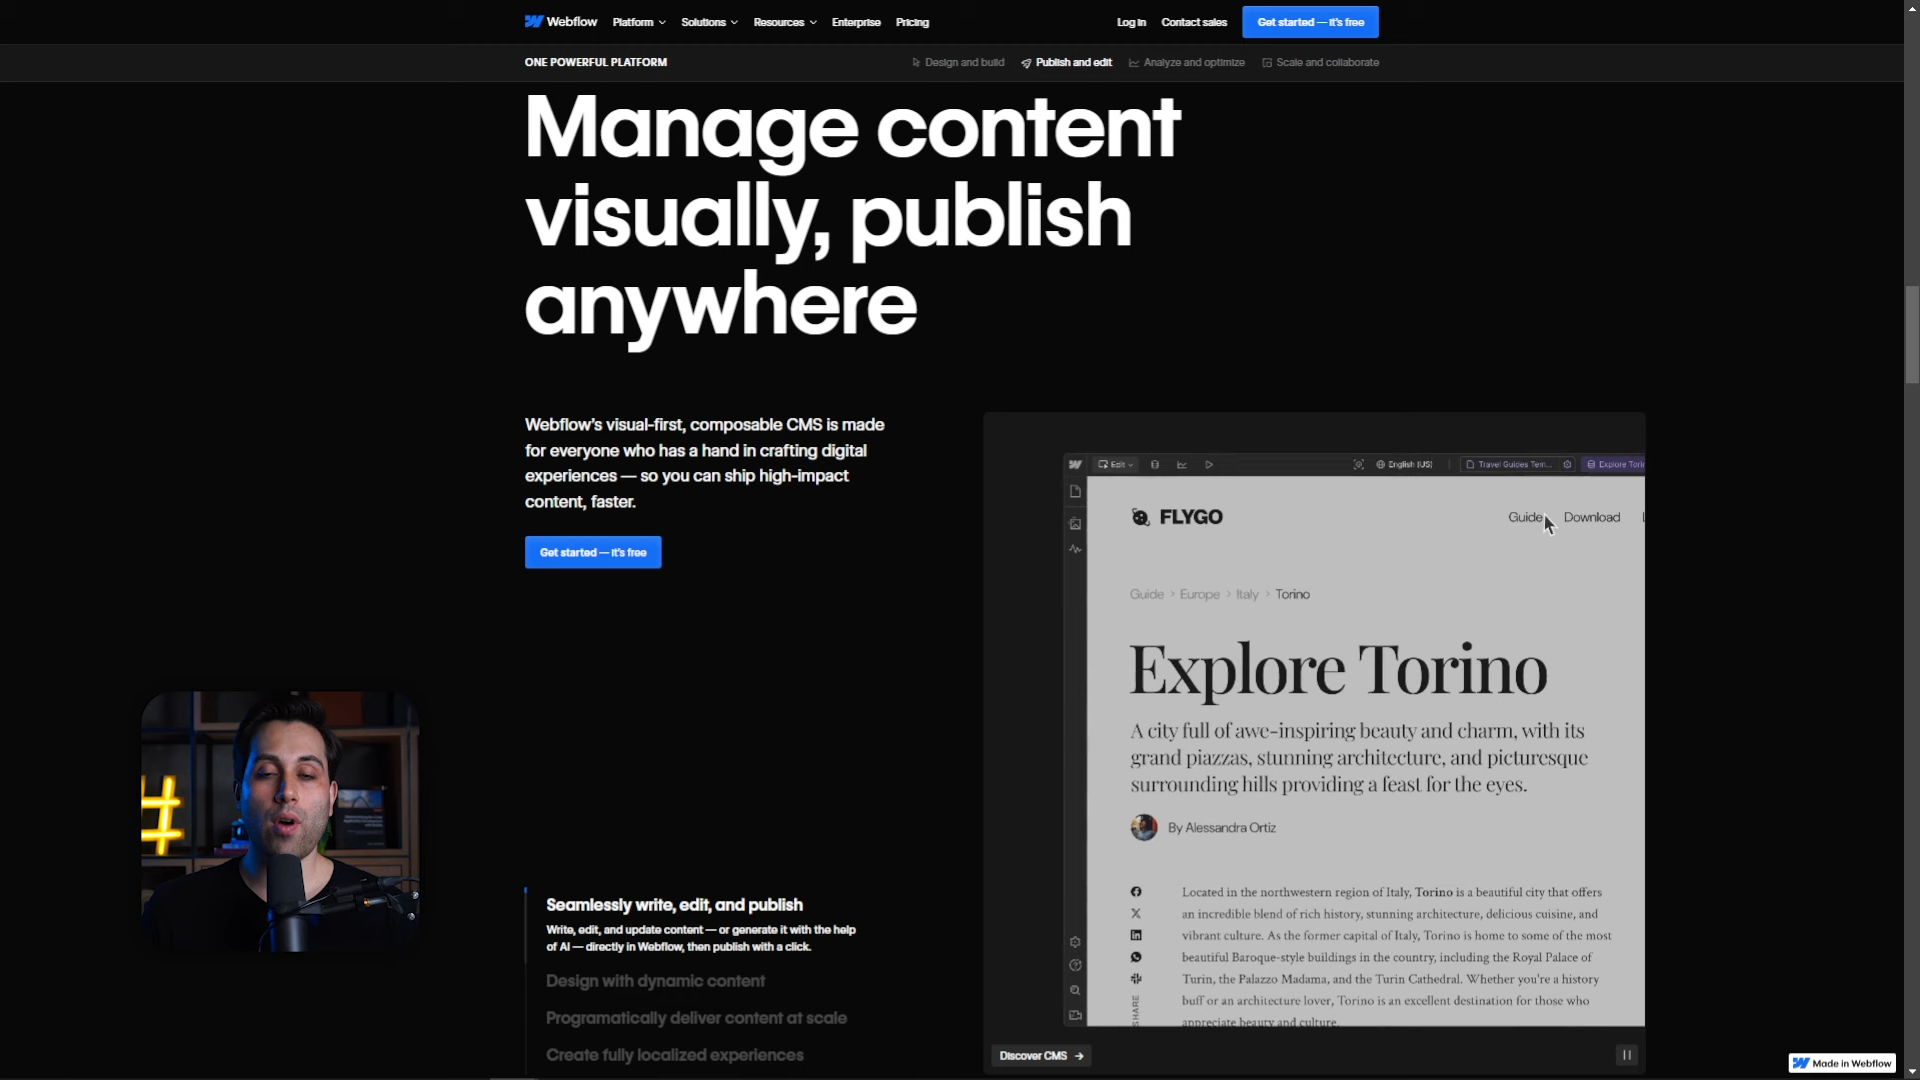 Webflow Platform Solutions Resources Enterprise Pricing Log in Contact sales Get started — it's free
ONE POWERFUL PLATFORM Design and build Publish and edit Analyze and optimize Scale and collaborate
Manage content
visually, publish
anywhere
Webflow's visual-first, composable CMS is made
for everyone who has a hand in crafting digital
experiences — so you can ship high-impact
content, faster.
Get started — it's free
Seamlessly write, edit, and publish
Write, edit, and update content — or generate it with the help
of AI — directly in Webflow, then publish with a click.
Design with dynamic content
Programatically deliver content at scale
Create fully localized experiences
Edit English (US) Travel Guides Tem... Explore Torin
FLYGO Guide Download
Guide > Europe > Italy > Torino
Explore Torino
A city full of awe-inspiring beauty and charm, with its
grand piazzas, stunning architecture, and picturesque
surrounding hills providing a feast for the eyes.
By Alessandra Ortiz
SHARE
Located in the northwestern region of Italy, Torino is a beautiful city that offers
an incredible blend of rich history, stunning architecture, delicious cuisine, and
vibrant culture. As the former capital of Italy, Torino is home to some of the most
beautiful Baroque-style buildings in the country, including the Royal Palace of
Turin, the Palazzo Madama, and the Turin Cathedral. Whether you're a history
buff or an architecture lover, Torino is an excellent destination for those who
appreciate beauty and culture.
Discover CMS →
Made in Webflow